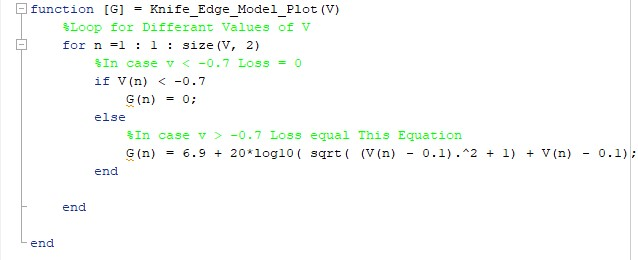 function [G] = Knife_Edge_Model_Plot(V)
%Loop for Differant Values of V
for n =1 : 1 : size(V, 2)
%In case v < -0.7 Loss = 0
if V(n) < -0.7
G(n) = 0;
else
%In case v > -0.7 Loss equal This Equation
G(n) = 6.9 + 20*log10( sqrt( (V(n) - 0.1).^2 + 1) + V(n) - 0.1);
end
end
end